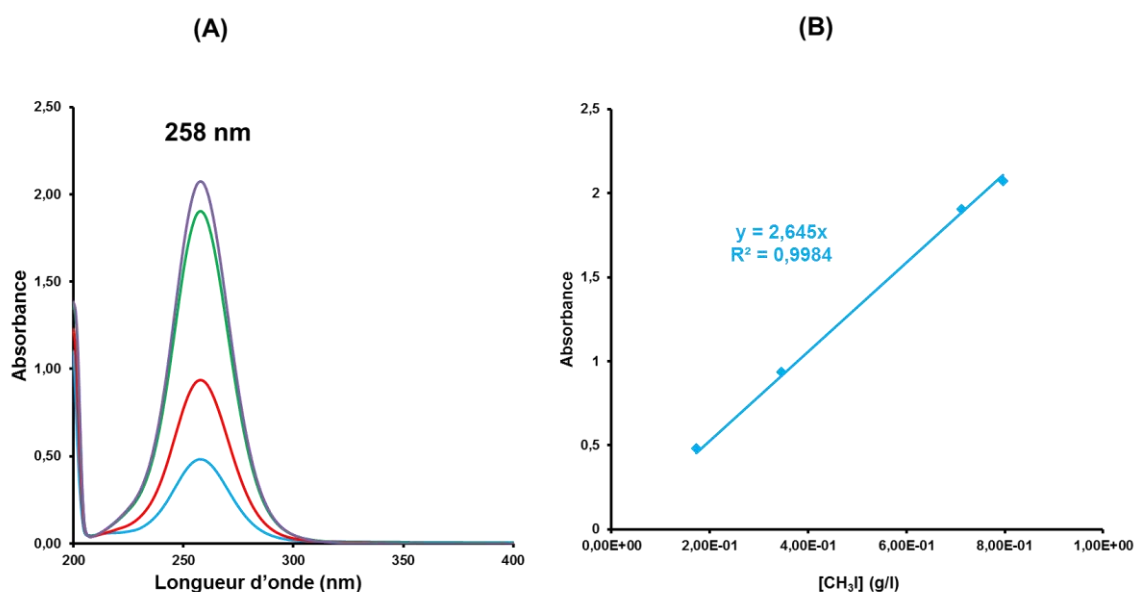 (A)
258 nm
2,50
2,00
1,50
1,00
0,50
0,00
Absorbance
200
250
300
350
400
Longueur d’onde (nm)
(B)
y = 2,645x
R² = 0,9984
2,5
2
1,5
1
0,5
0
Absorbance
0,00E+00
2,00E-01
4,00E-01
6,00E-01
8,00E-01
1,00E+00
[CH₃I] (g/l)